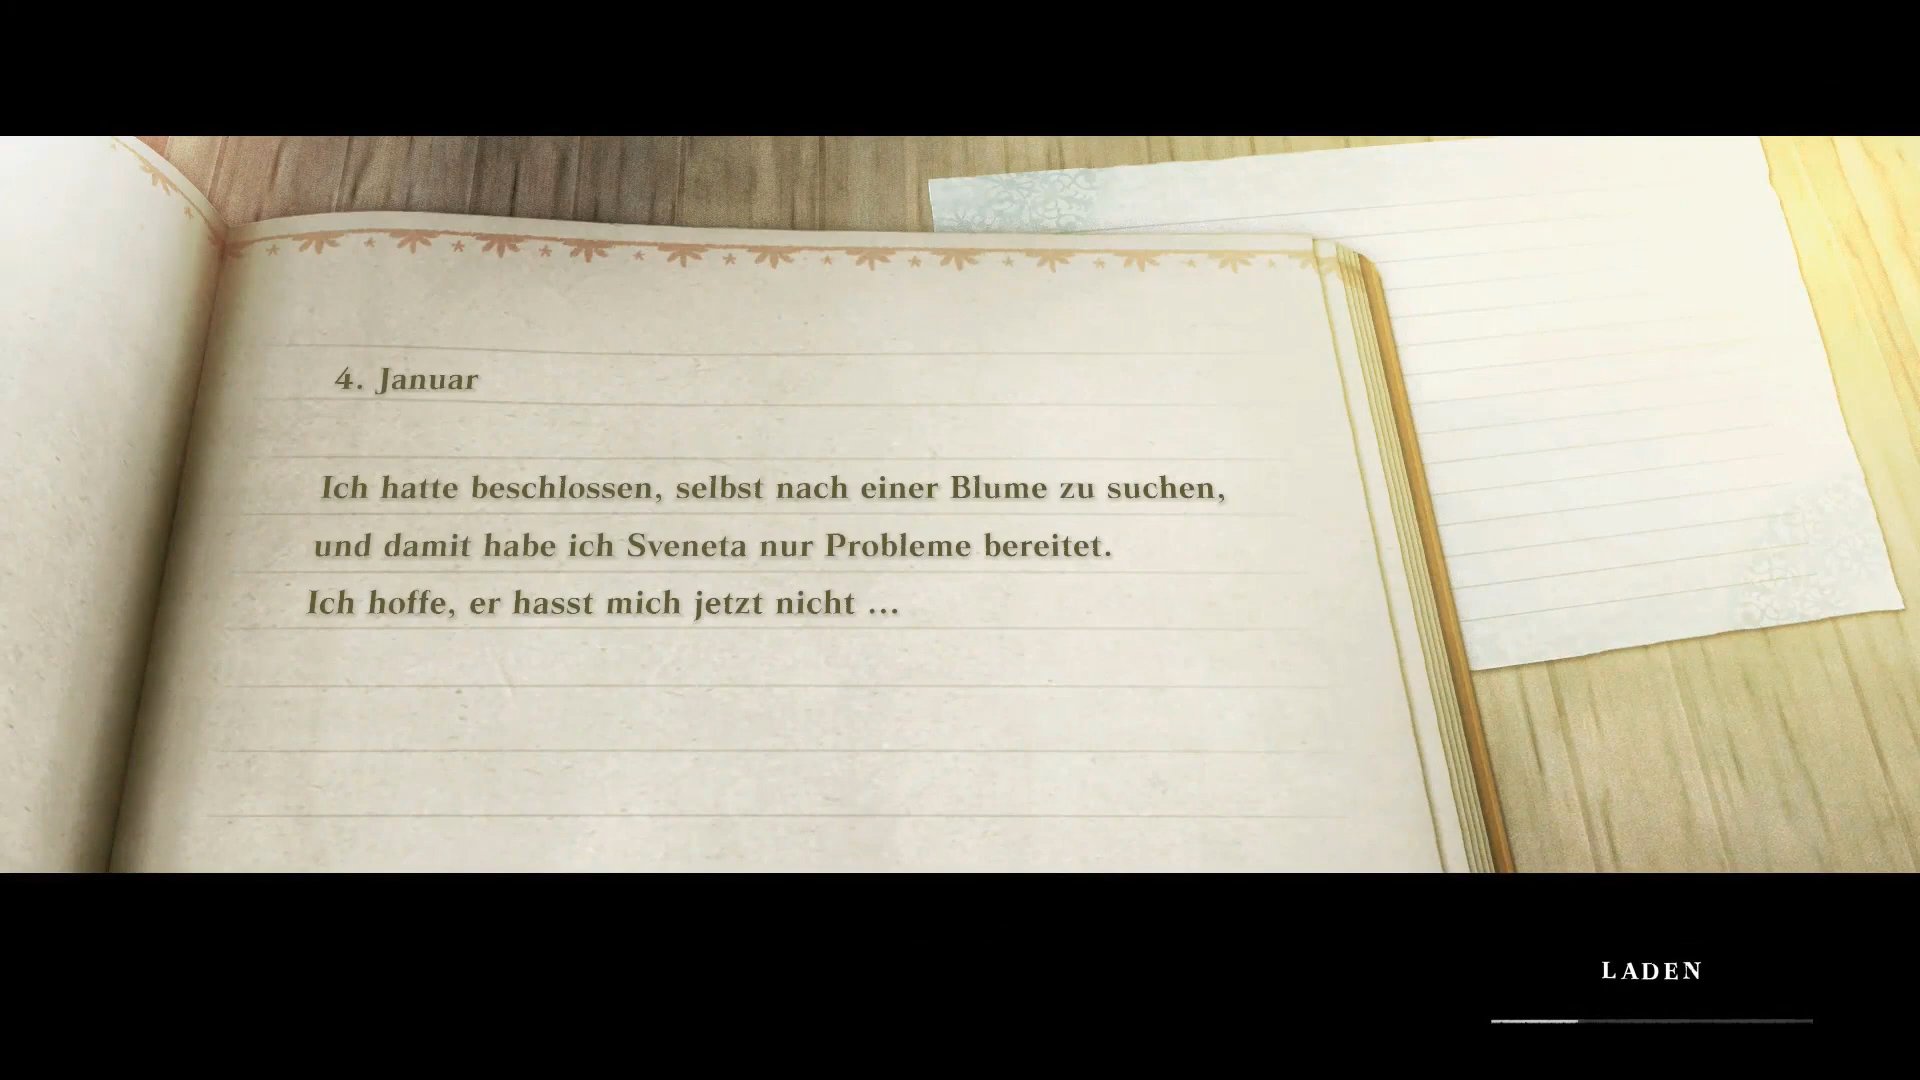 4. Januar
Ich hatte beschlossen, selbst nach einer Blume zu suchen,
und damit habe ich Sveneta nur Probleme bereitet.
Ich hoffe, er hasst mich jetzt nicht …
LADEN